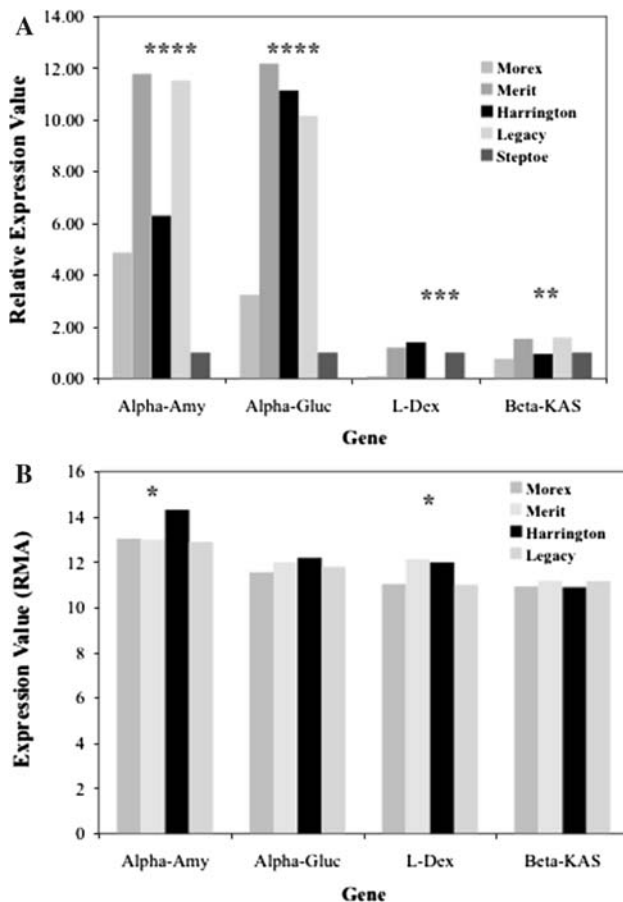 A
14.00
12.00
10.00
8.00
6.00
4.00
2.00
0.00
Relative Expression Value
****
****
***
**
Morex
Merit
Harrington
Legacy
Steptoe
Alpha-Amy
Alpha-Gluc
L-Dex
Beta-KAS
Gene
B
16
14
12
10
8
6
4
2
0
Expression Value (RMA)
*
*
Morex
Merit
Harrington
Legacy
Alpha-Amy
Alpha-Gluc
L-Dex
Beta-KAS
Gene